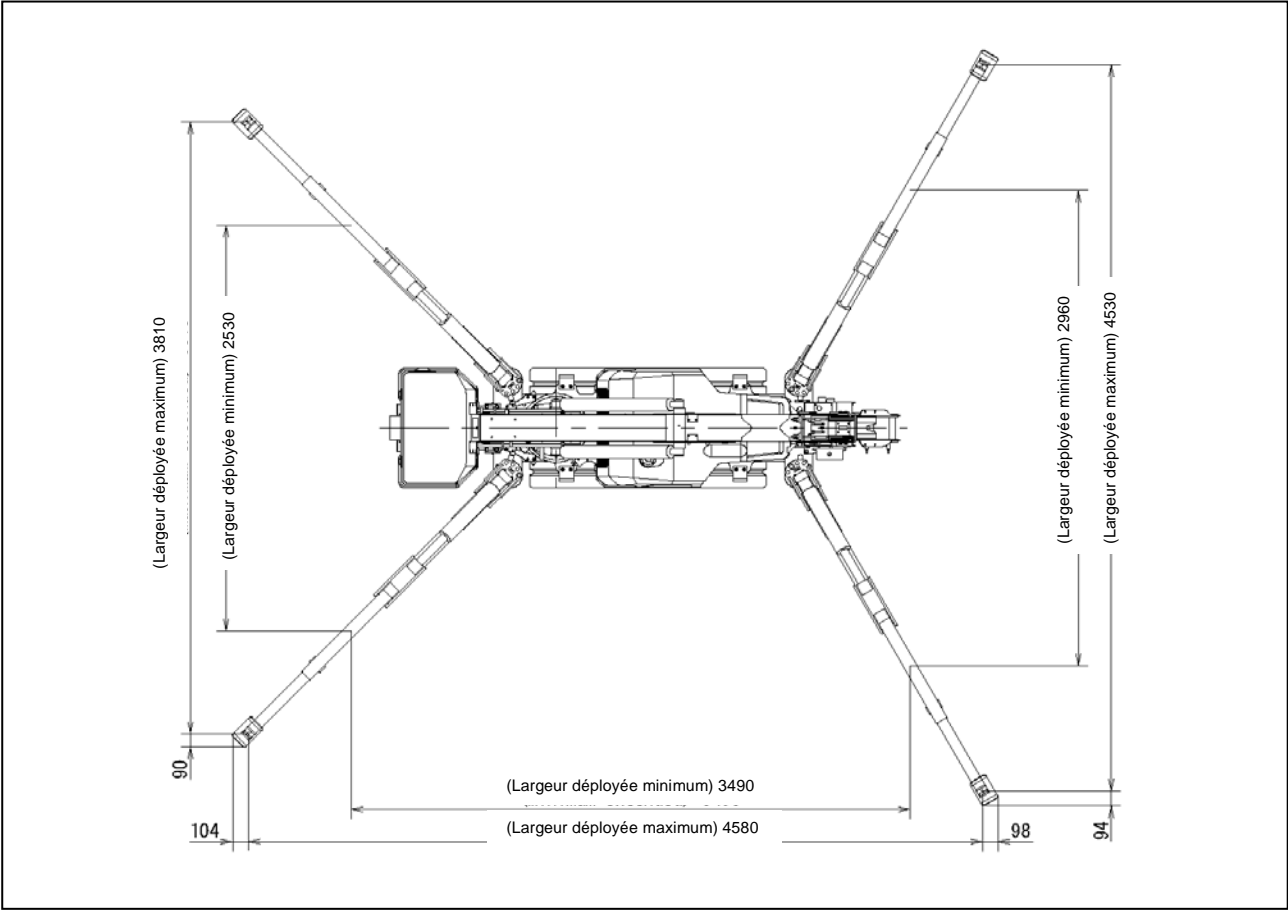 (Largeur déployée maximum) 3810
(Largeur déployée minimum) 2530
(Largeur déployée minimum) 2960
(Largeur déployée maximum) 4530
90
(Largeur déployée minimum) 3490
(Largeur déployée maximum) 4580
104
98
94